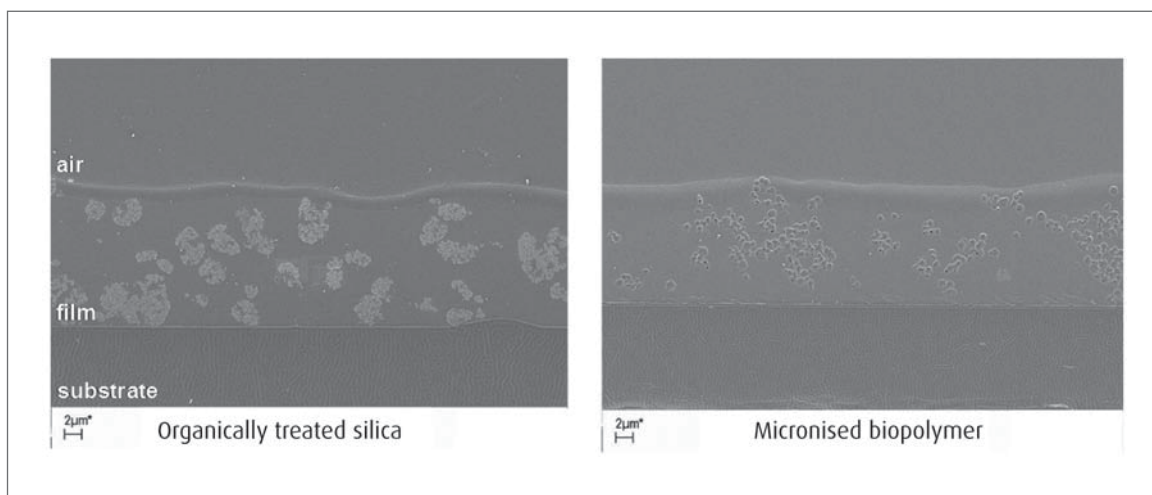 air
film
substrate
2µm*
Organically treated silica
2µm*
Micronised biopolymer